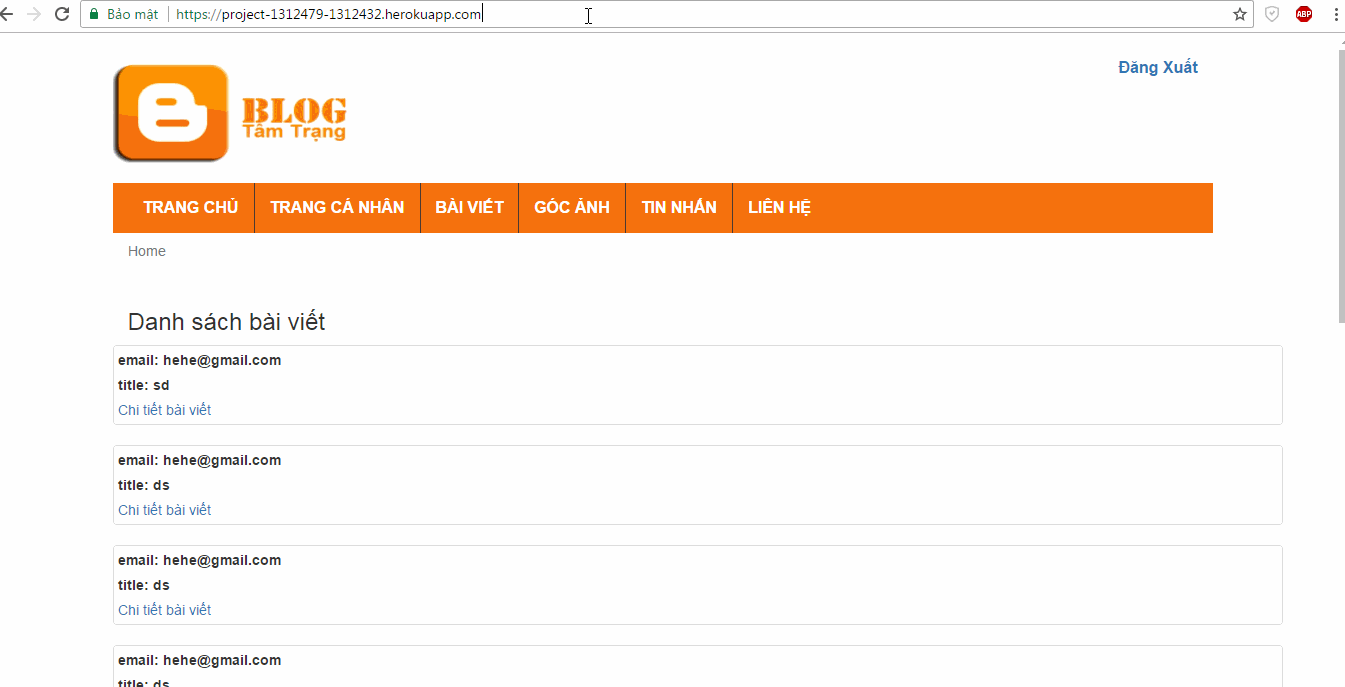 Bảo mật https://project-1312479-1312432.herokuapp.com
ABP
Đăng Xuất
BLOG
Tâm Trạng
TRANG CHỦ TRANG CÁ NHÂN BÀI VIẾT GÓC ẢNH TIN NHẮN LIÊN HỆ
Home
Danh sách bài viết
email: hehe@gmail.com
title: sd
Chi tiết bài viết
email: hehe@gmail.com
title: ds
Chi tiết bài viết
email: hehe@gmail.com
title: ds
Chi tiết bài viết
email: hehe@gmail.com
title: ds